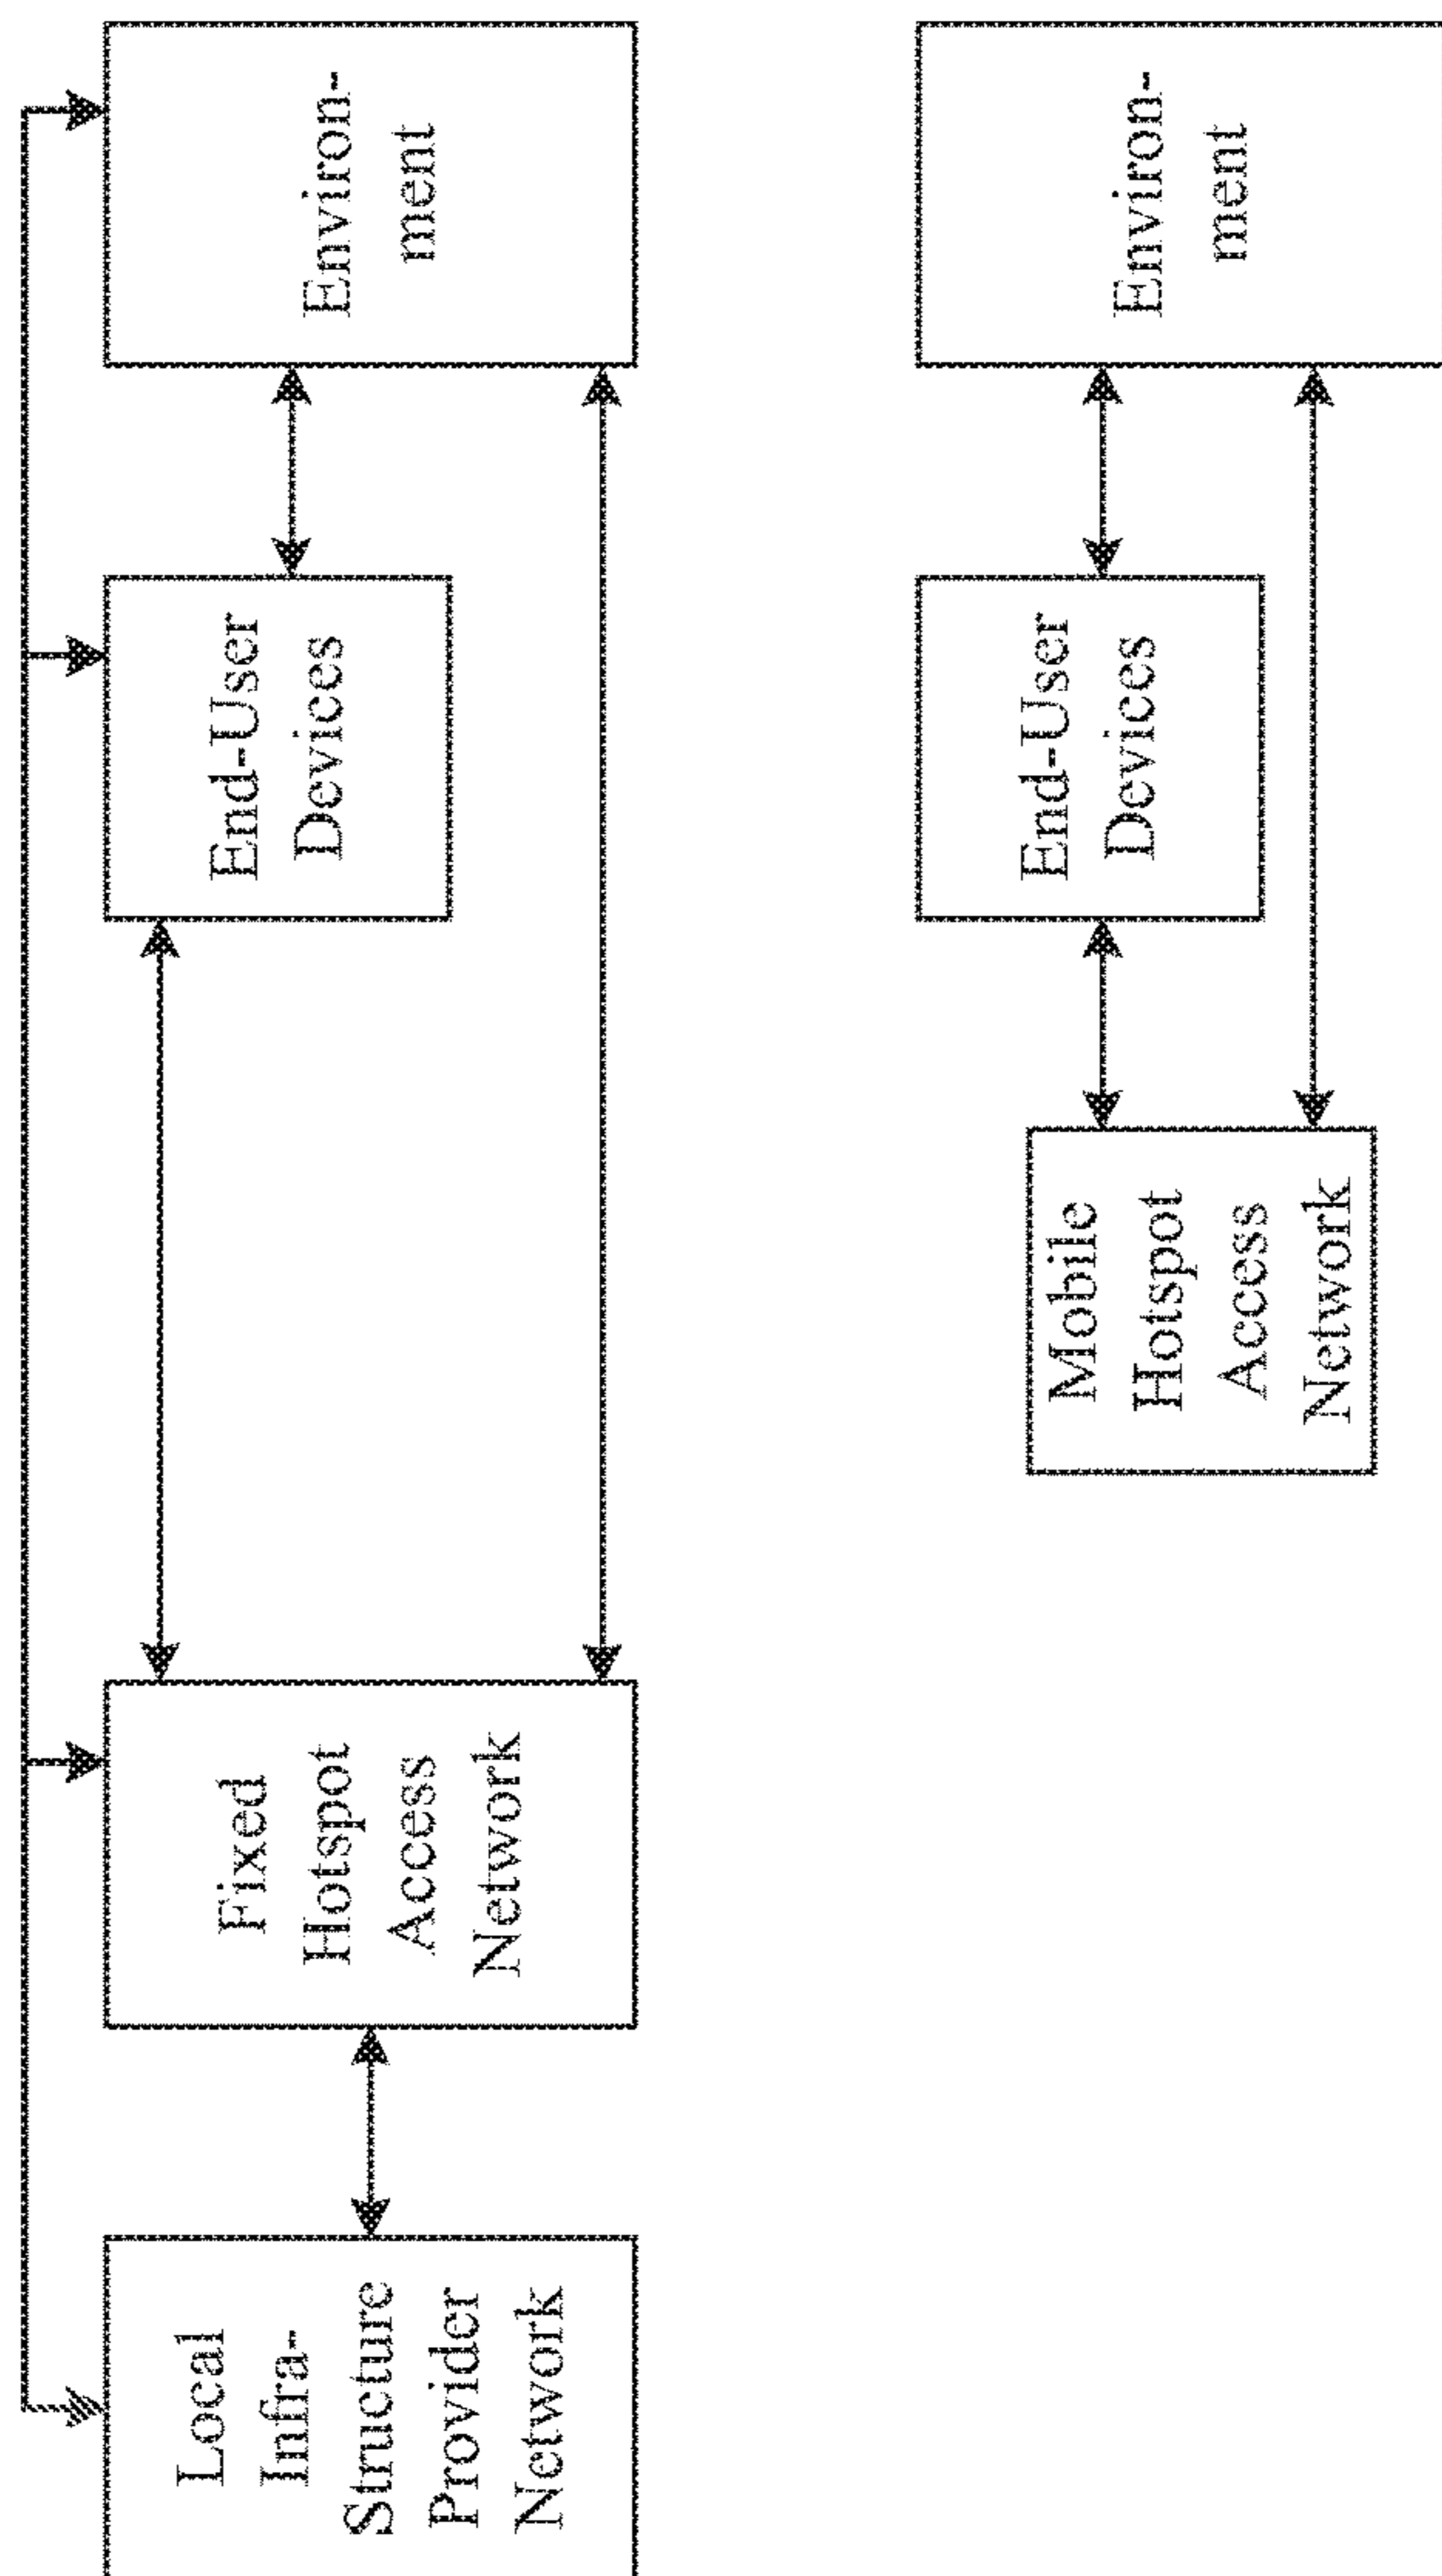 Local
Infra-
Structure
Provider
Network
Fixed
Hotspot
Access
Network
End-User
Devices
Environ-
ment
Mobile
Hotspot
Access
Network
End-User
Devices
Environ-
ment